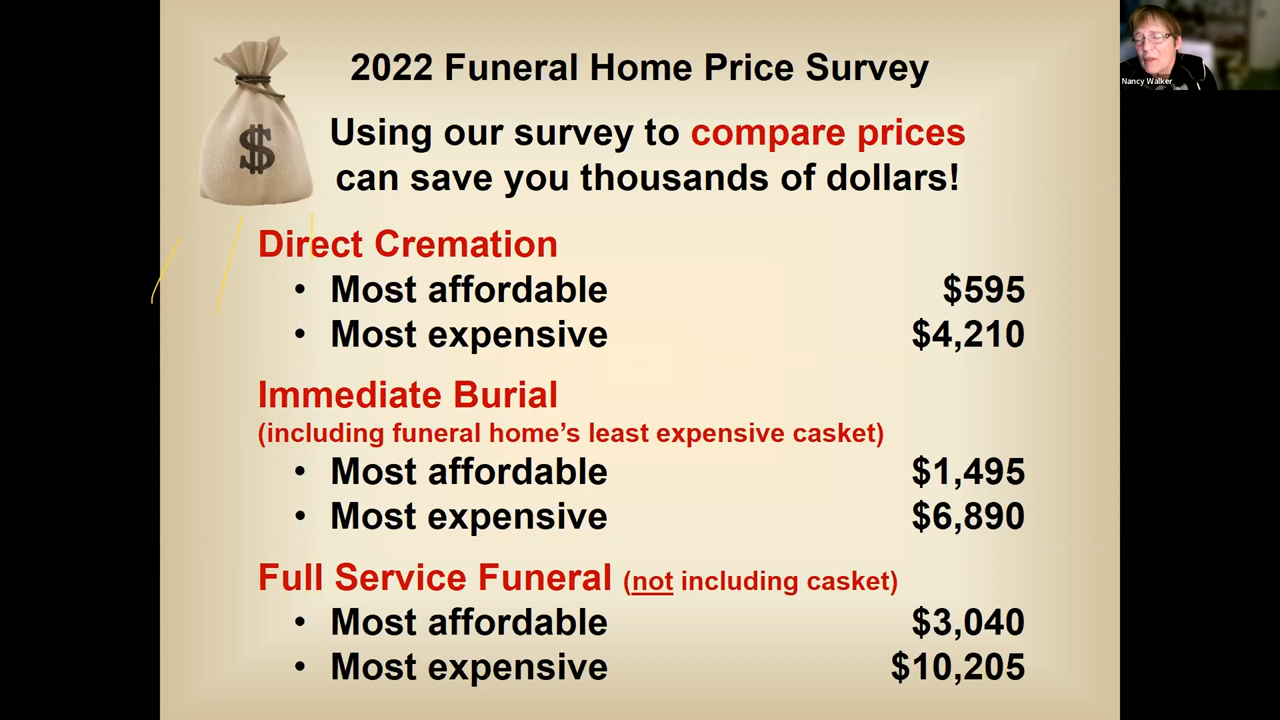 2022 Funeral Home Price Survey
Using our survey to compare prices
can save you thousands of dollars!
$
Direct Cremation
• Most affordable $595
• Most expensive $4,210
Immediate Burial
(including funeral home’s least expensive casket)
• Most affordable $1,495
• Most expensive $6,890
Full Service Funeral (not including casket)
• Most affordable $3,040
• Most expensive $10,205
Nancy Walker